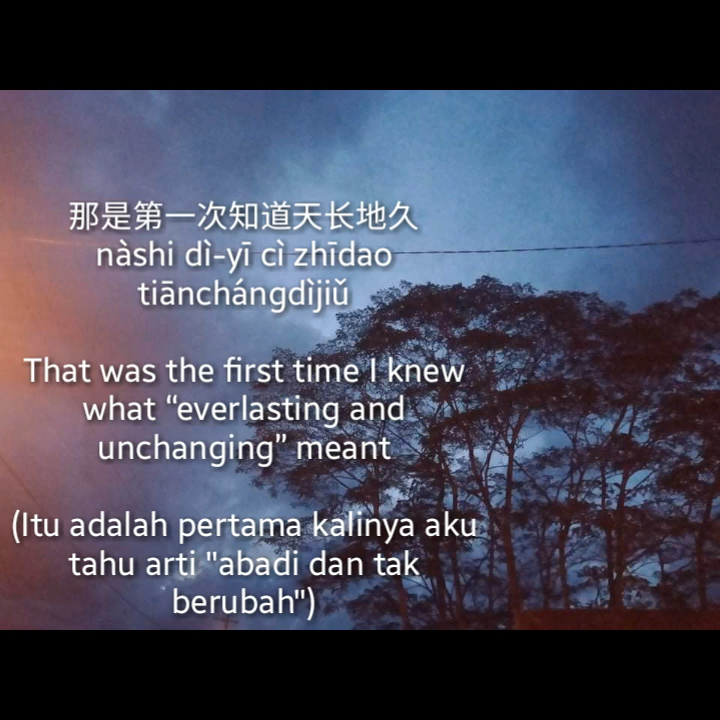 那是第一次知道天长地久
nàshi dì-yī cì zhīdao
tiānchángdìjiǔ
That was the first time I knew
what “everlasting and
unchanging” meant
(Itu adalah pertama kalinya aku
tahu arti "abadi dan tak
berubah")